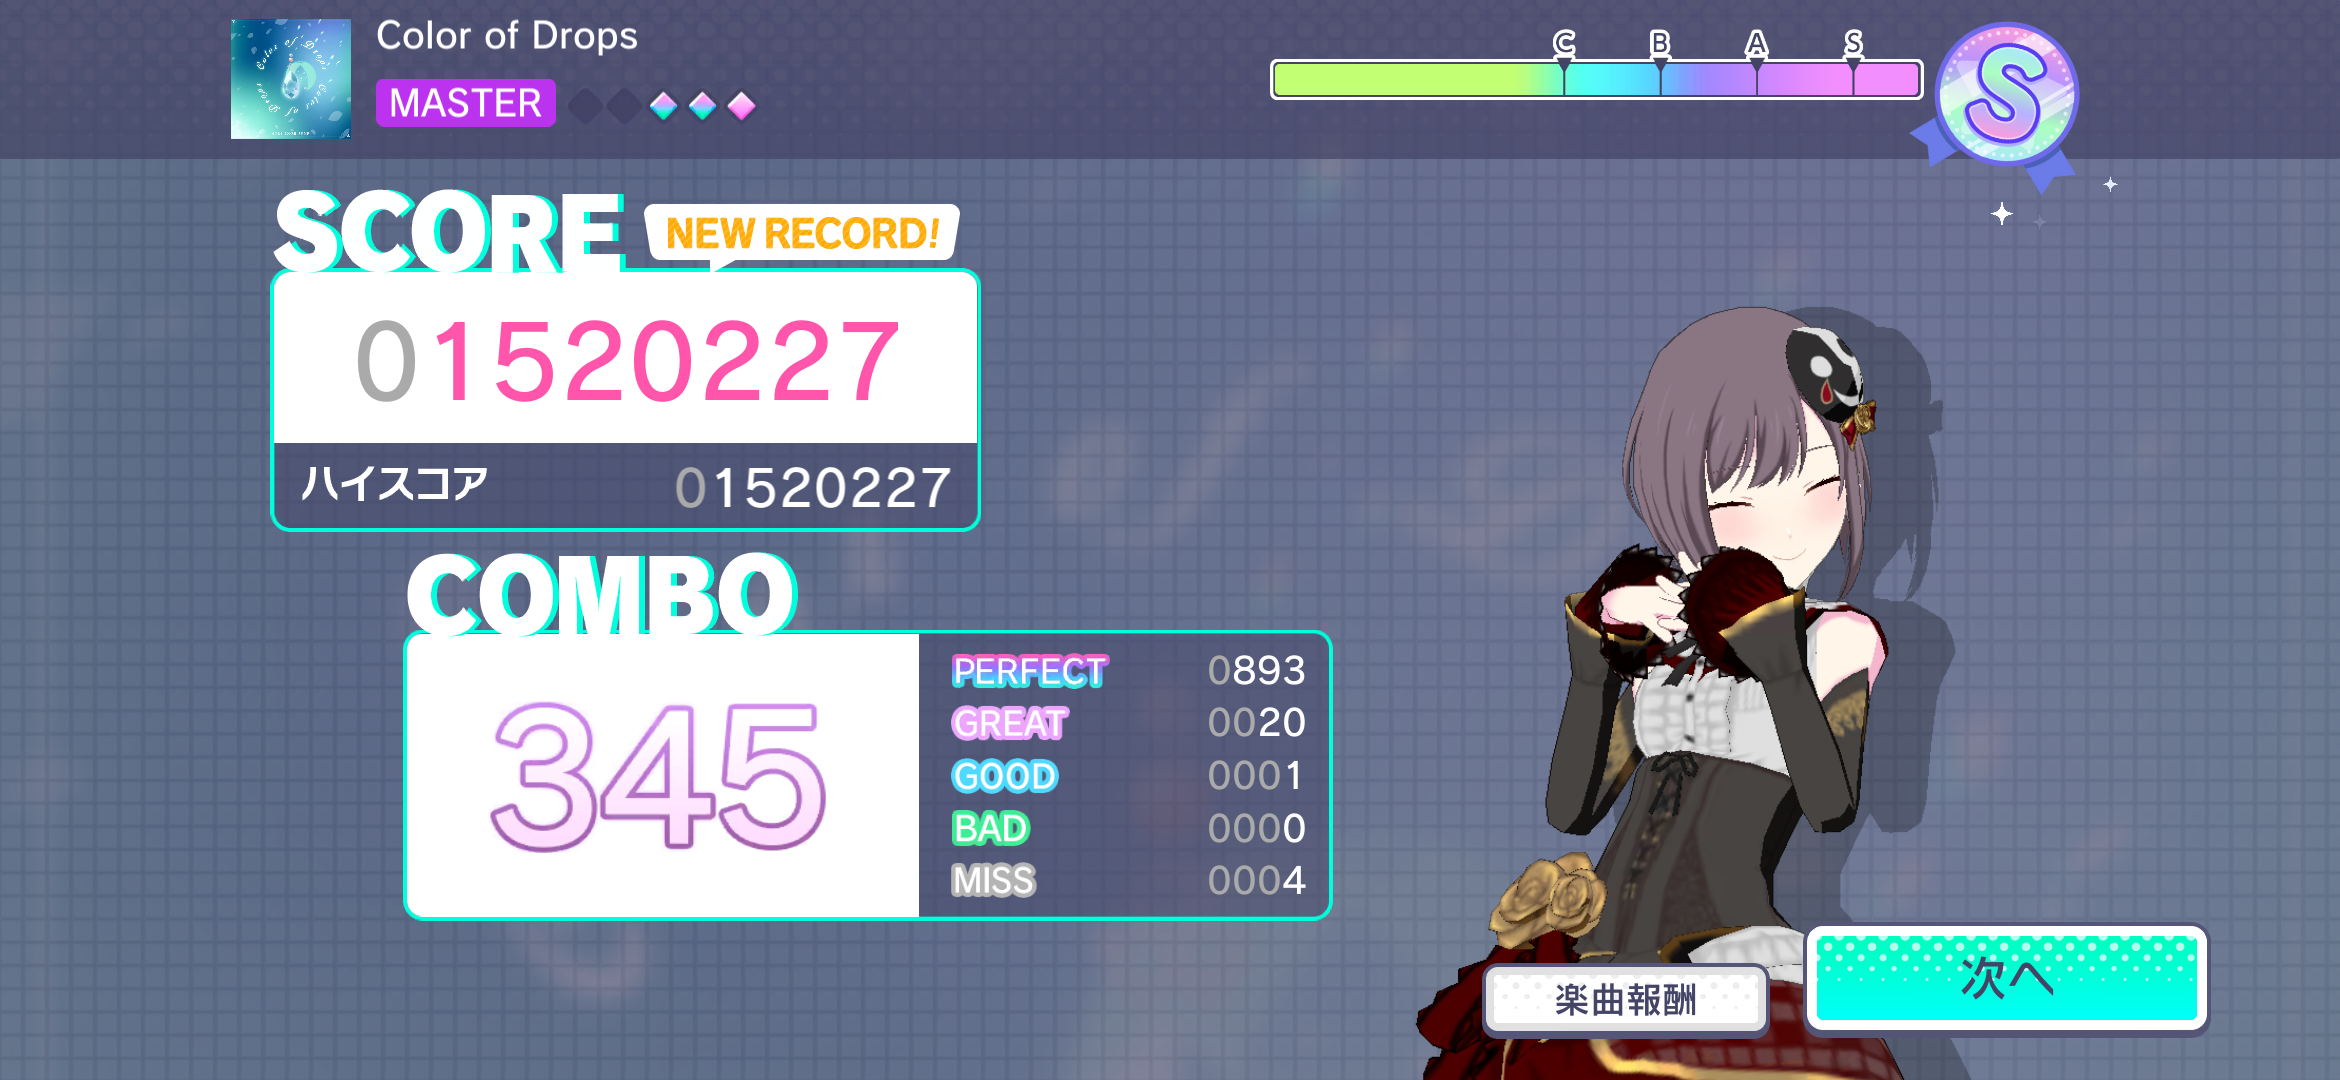 Color of Drops
MASTER
C B A S
S
SCORE
NEW RECORD!
01520227
ハイスコア 01520227
COMBO
345
PERFECT 0893
GREAT 0020
GOOD 0001
BAD 0000
MISS 0004
楽曲報酬
次へ